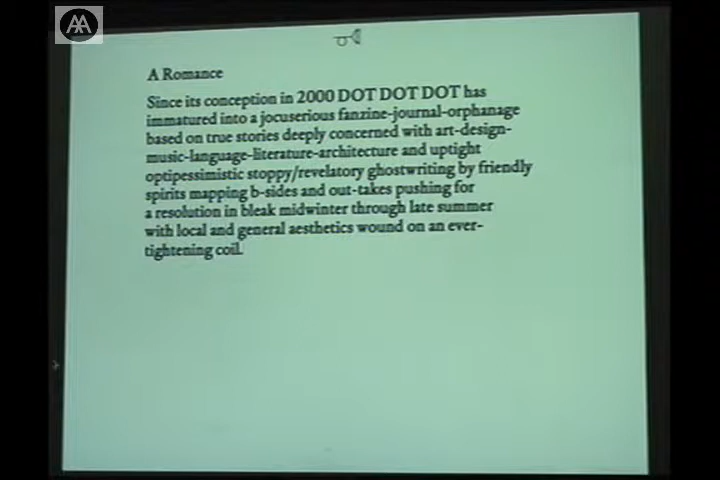 AA
A Romance
Since its conception in 2000 DOT DOT DOT has
immatured into a jocuserious fanzine-journal-orphanage
based on true stories deeply concerned with art-design-
music-language-literature-architecture and uptight
optipessimistic stoppy/revelatory ghostwriting by friendly
spirits mapping b-sides and out-takes pushing for
a resolution in bleak midwinter through late summer
with local and general aesthetics wound on an ever-
tightening coil.